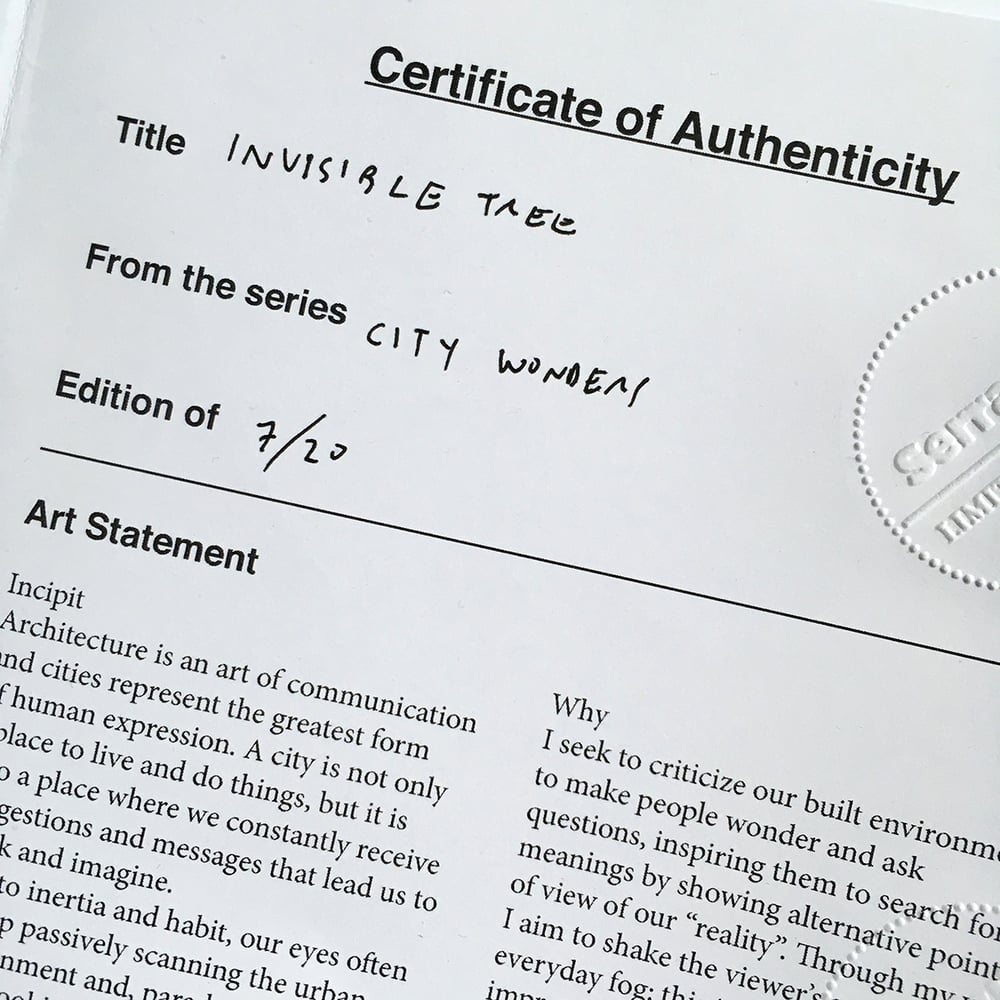 Certificate of Authenticity
Title INVISIBLE TREE
From the series CITY WONDERS
Edition of 7/20
Art Statement
Incipit
Architecture is an art of communication
and cities represent the greatest form
f human expression. A city is not only
place to live and do things, but it is
o a place where we constantly receive
gestions and messages that lead us to
k and imagine.
to inertia and habit, our eyes often
p passively scanning the urban
nment and,
Why
I seek to criticize our built environme
to make people wonder and ask
questions, inspiring them to search for
meanings by showing alternative point
of view of our “reality”. Through my
I aim to shake the viewer's
everyday fog: thi